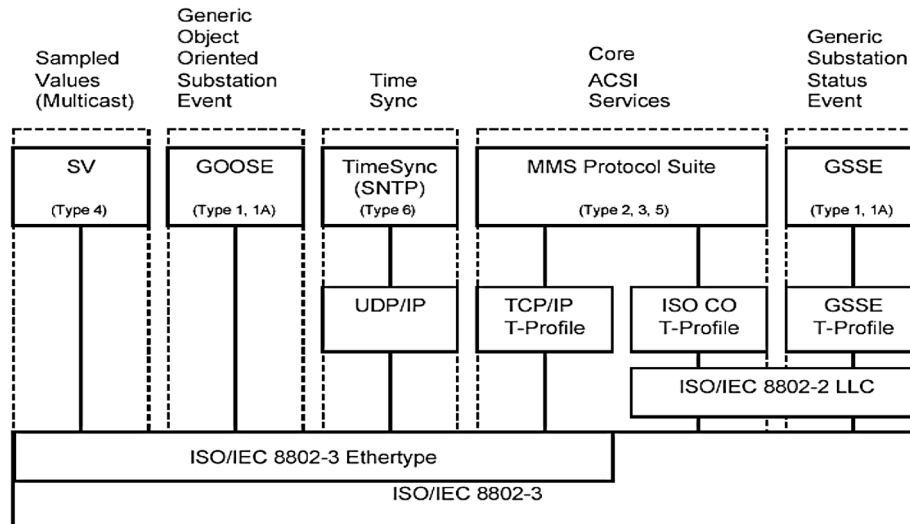 Sampled
Values
(Multicast)
Generic
Object
Oriented
Substation
Event
Time
Sync
Core
ACSI
Services
Generic
Substation
Status
Event
SV
(Type 4)
GOOSE
(Type 1, 1A)
TimeSync
(SNTP)
(Type 6)
MMS Protocol Suite
(Type 2, 3, 5)
GSSE
(Type 1, 1A)
UDP/IP
TCP/IP
T-Profile
ISO CO
T-Profile
GSSE
T-Profile
ISO/IEC 8802-2 LLC
ISO/IEC 8802-3 Ethertype
ISO/IEC 8802-3